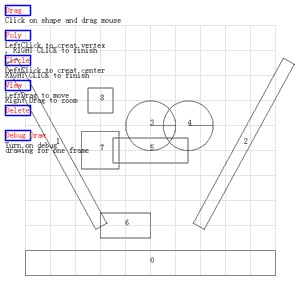 Drag
Click on shape and drag mouse
Poly
LeftClick to creat vertex
, RIGHT CLICK to finish
Circle
LeftClick to creat center
RIGHT CLICK to finish
View
LeftDrag to move
Right Drag to zoom
Delete
Debug Draw
Turn on debug
drawing for one frame
8
3
4
1
2
7
5
6
0